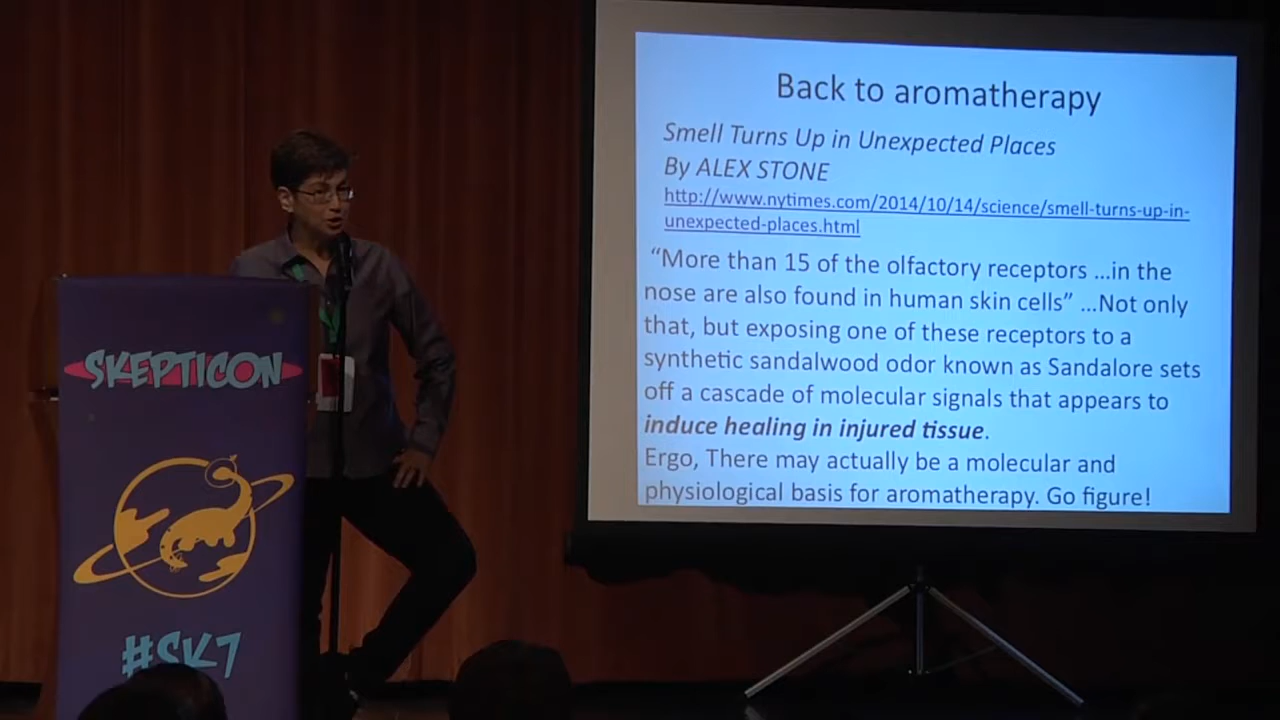 SKEPTICON
#SK7
Back to aromatherapy
Smell Turns Up in Unexpected Places
By ALEX STONE
http://www.nytimes.com/2014/10/14/science/smell-turns-up-in-
unexpected-places.html
“More than 15 of the olfactory receptors ...in the
nose are also found in human skin cells” ...Not only
that, but exposing one of these receptors to a
synthetic sandalwood odor known as Sandalore sets
off a cascade of molecular signals that appears to
induce healing in injured tissue.
Ergo, There may actually be a molecular and
physiological basis for aromatherapy. Go figure!